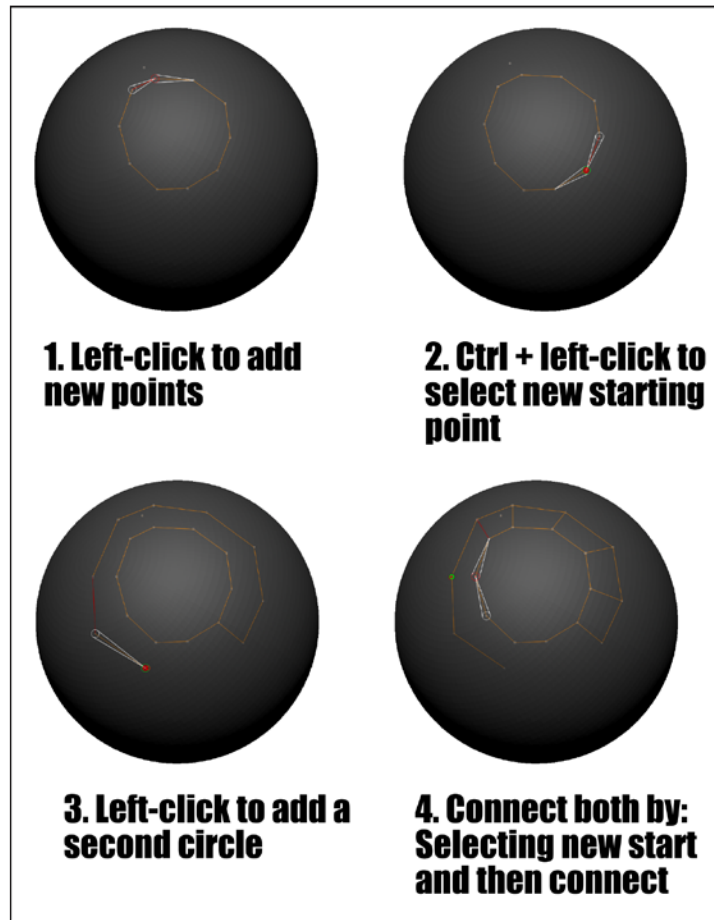 1. Left-click to add
new points
2. Ctrl + left-click to
select new starting
point
3. Left-click to add a
second circle
4. Connect both by:
Selecting new start
and then connect